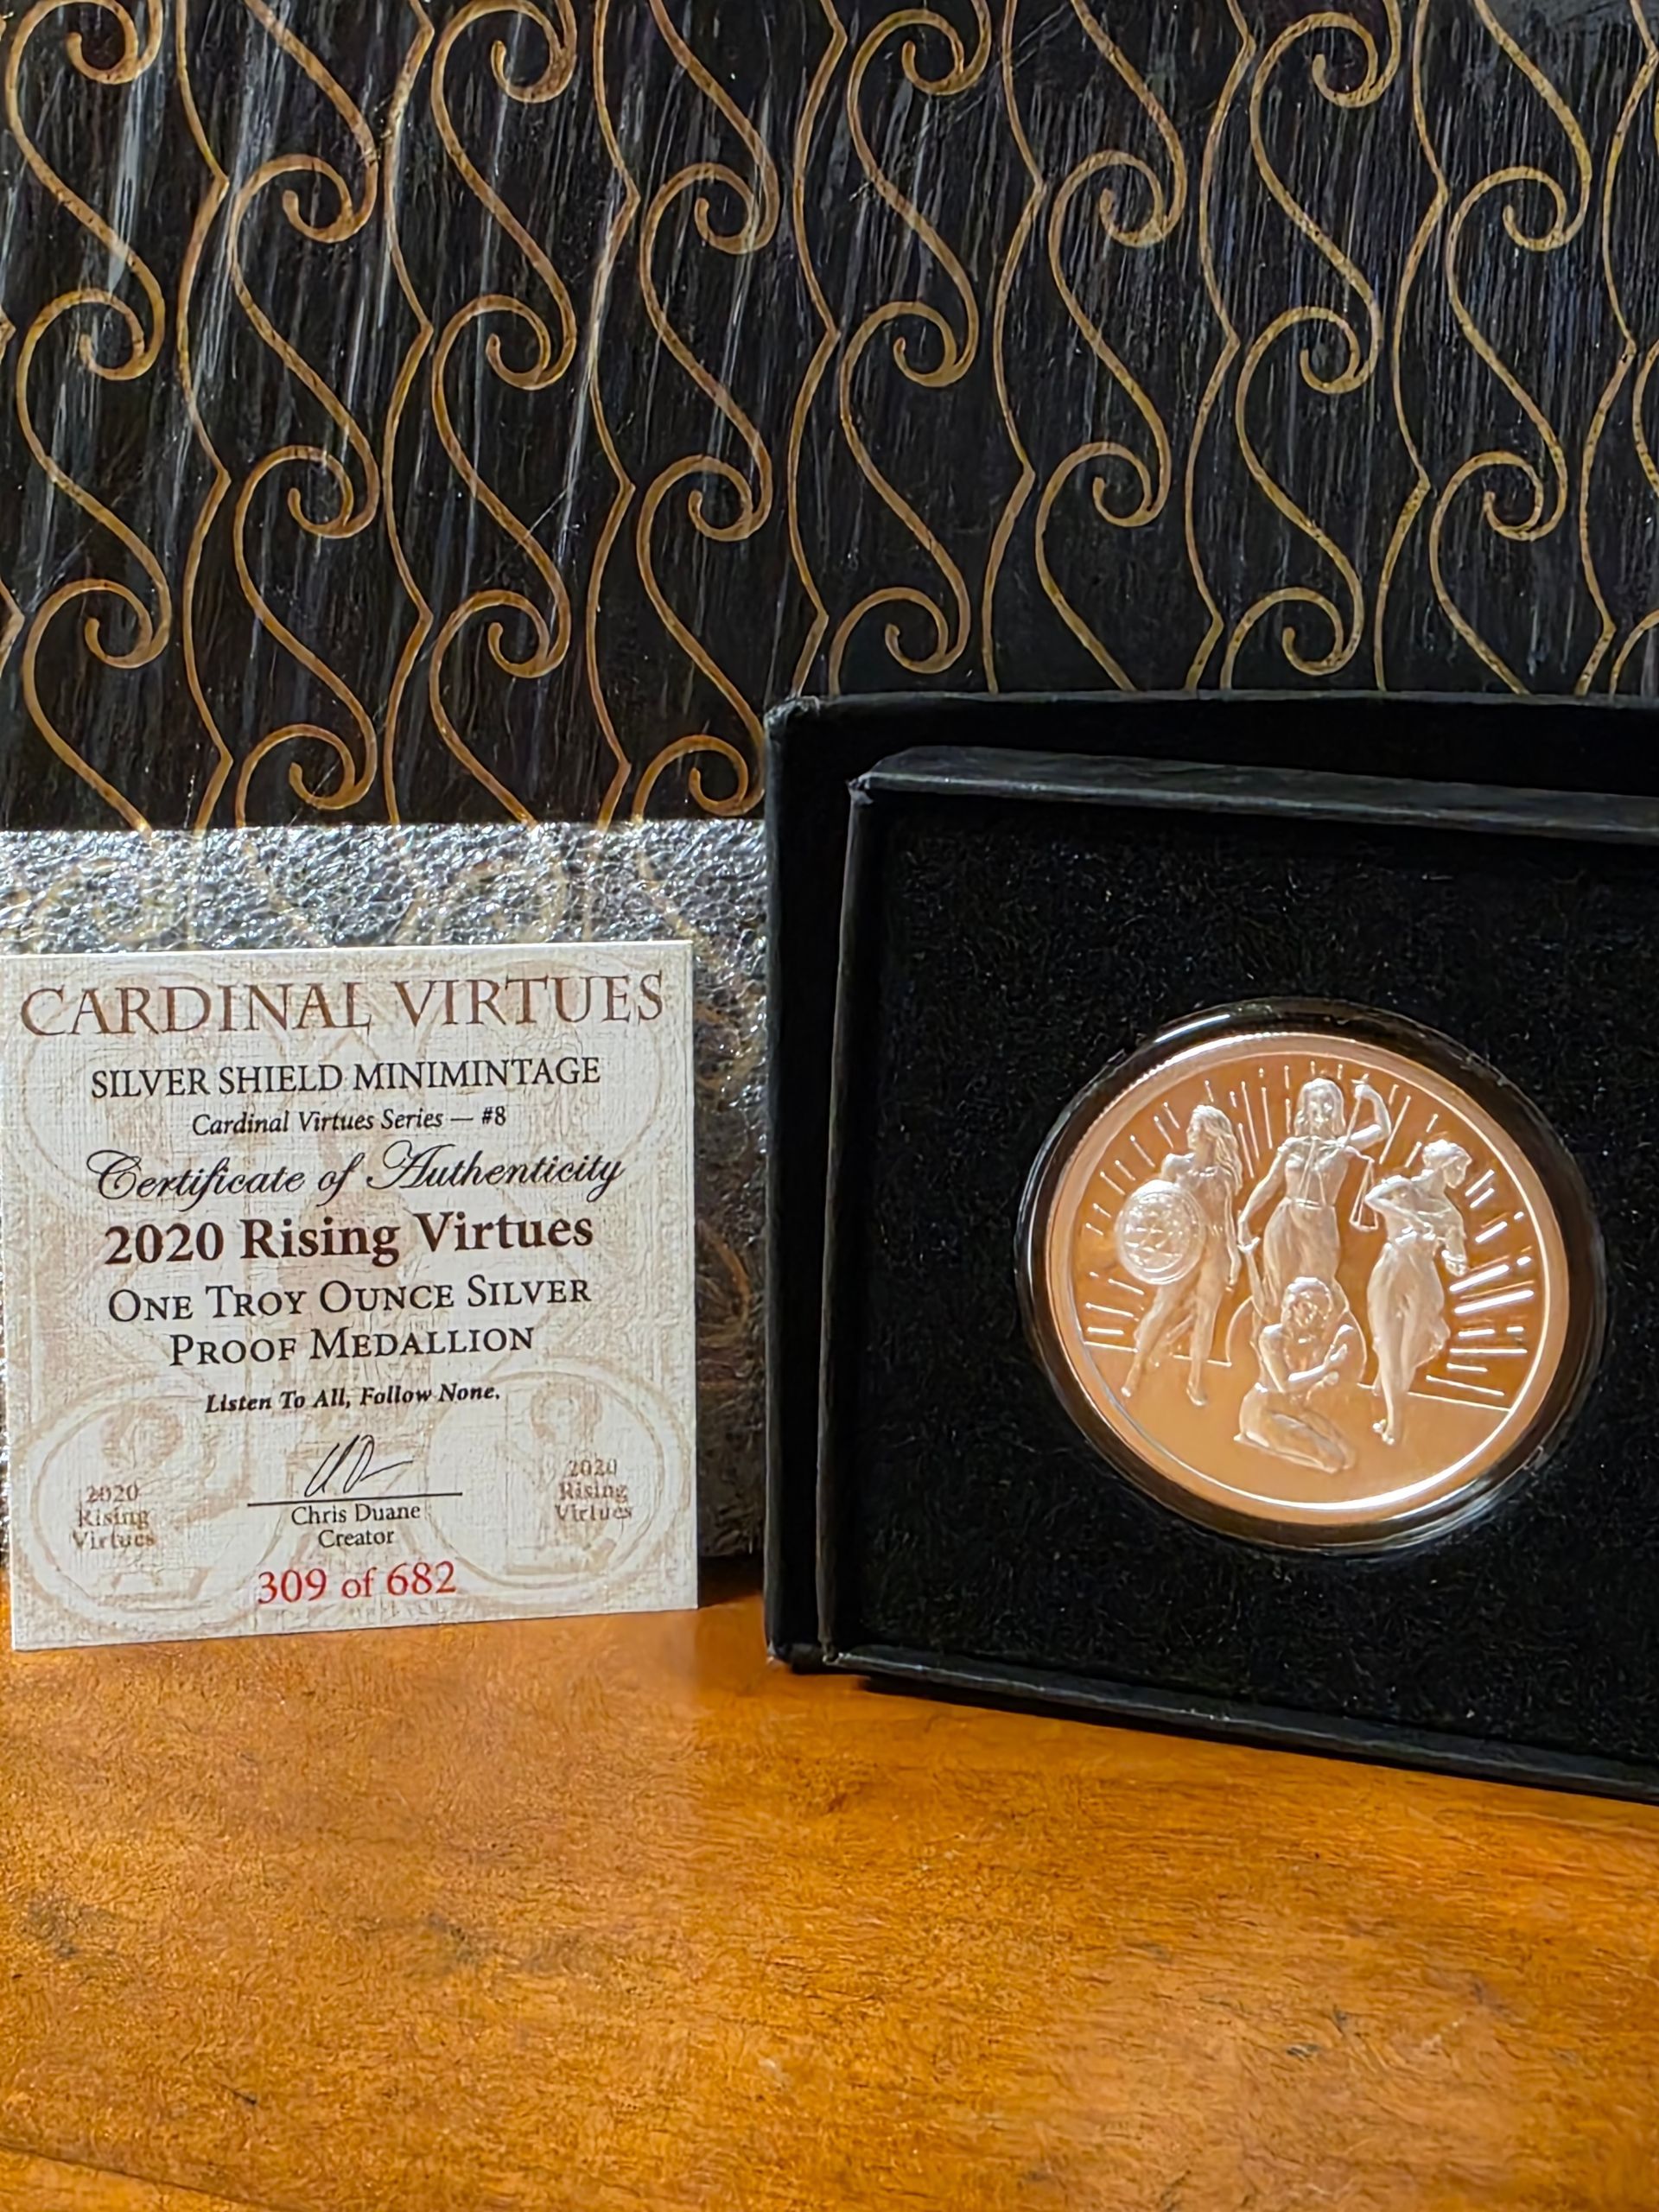 CARDINAL VIRTUES
SILVER SHIELD MINIMINTAGE
Cardinal Virtues Series — #8
Certificate of Authenticity
2020 Rising Virtues
ONE TROY OUNCE SILVER
PROOF MEDALLION
Listen To All, Follow None.
2020
Rising
Virtues
Chris Duane
Creator
2020
Rising
Virtues
309 of 682